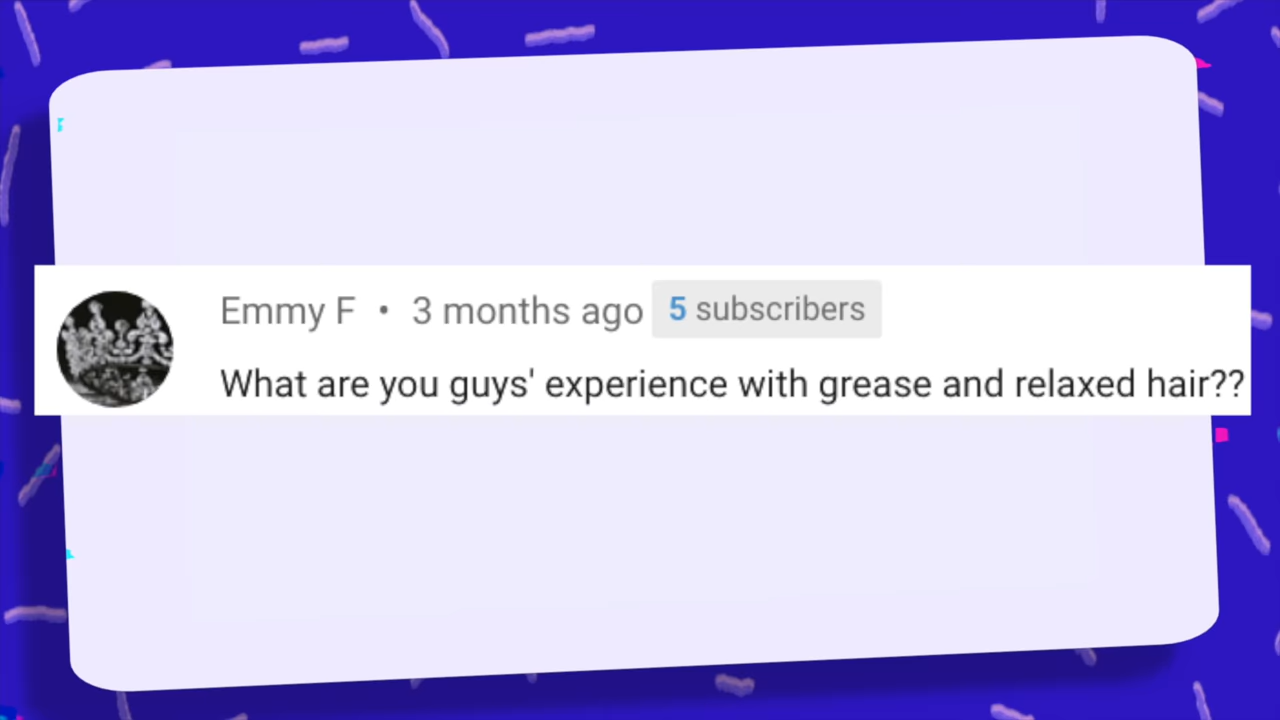 Emmy F • 3 months ago 5 subscribers
What are you guys' experience with grease and relaxed hair??